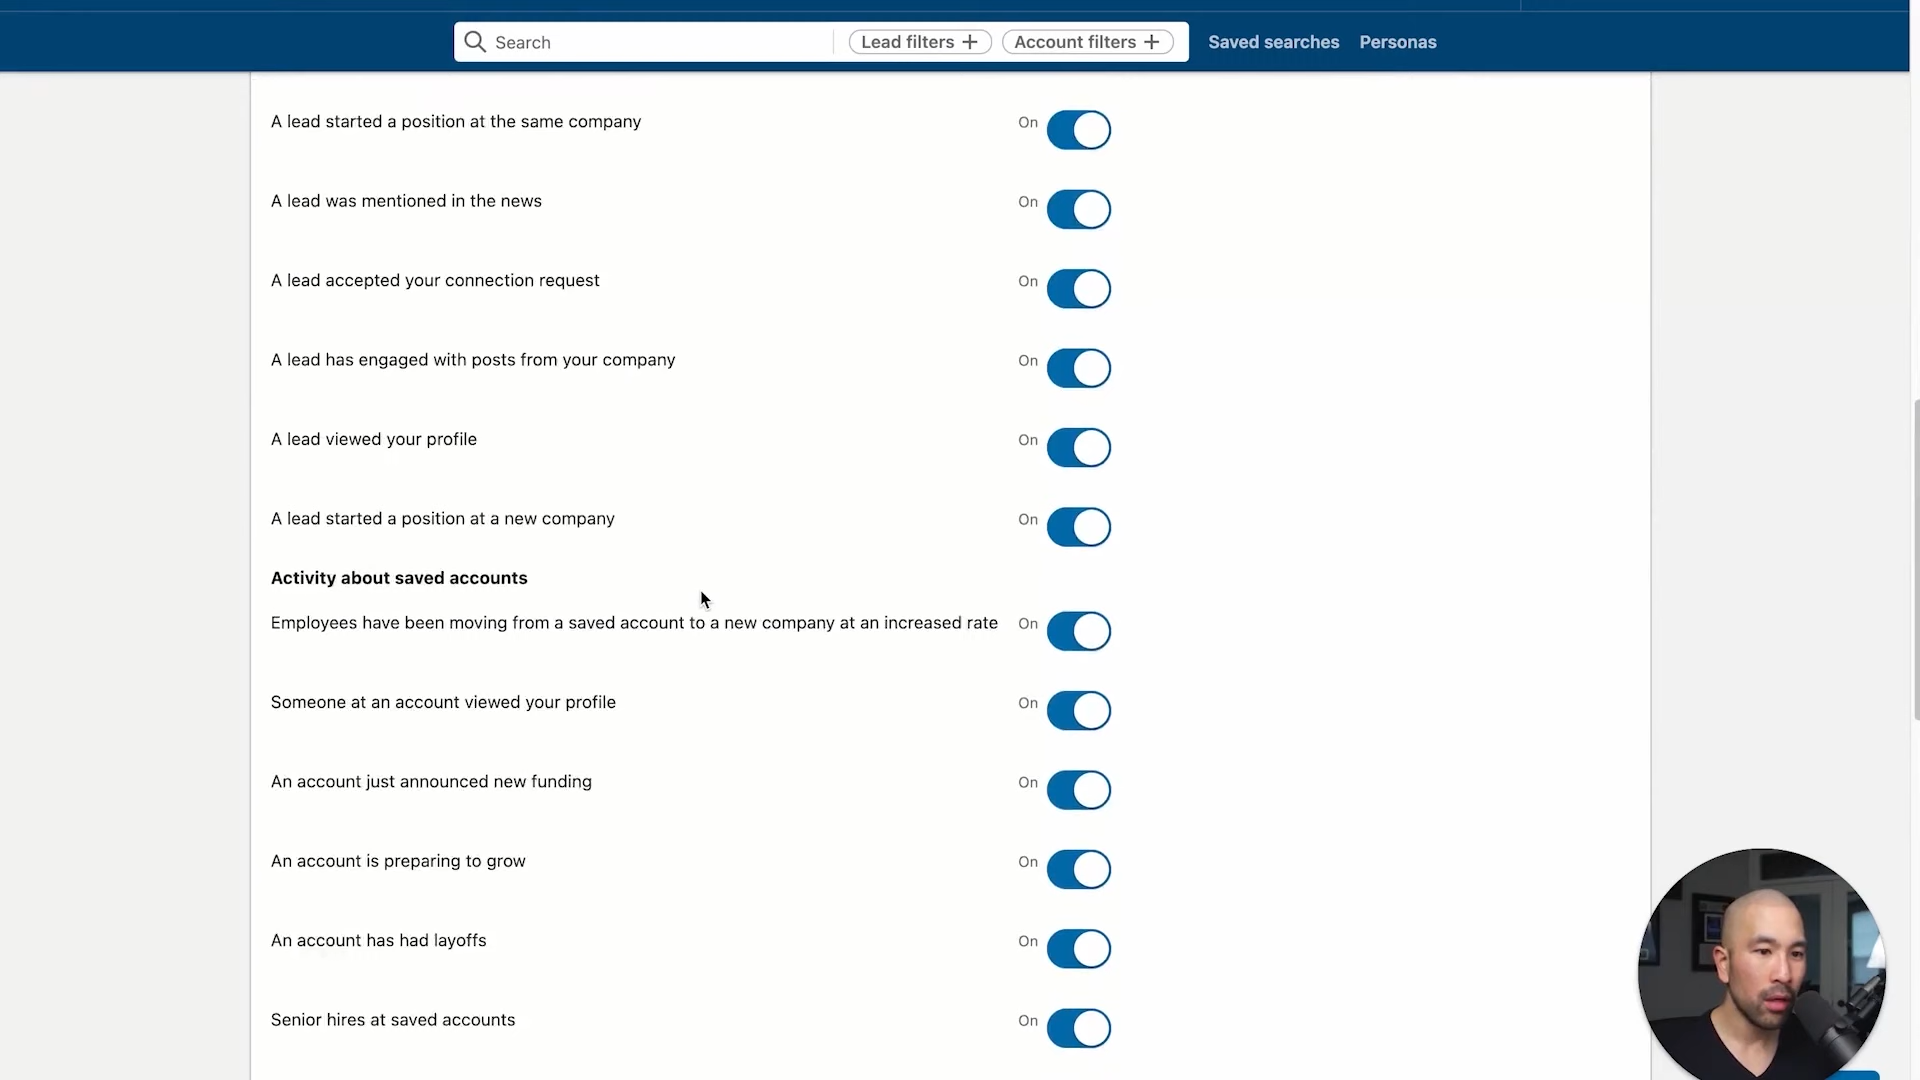 Search
Lead filters +
Account filters +
Saved searches
Personas
A lead started a position at the same company
On
A lead was mentioned in the news
On
A lead accepted your connection request
On
A lead has engaged with posts from your company
On
A lead viewed your profile
On
A lead started a position at a new company
On
Activity about saved accounts
Employees have been moving from a saved account to a new company at an increased rate
On
Someone at an account viewed your profile
On
An account just announced new funding
On
An account is preparing to grow
On
An account has had layoffs
On
Senior hires at saved accounts
On